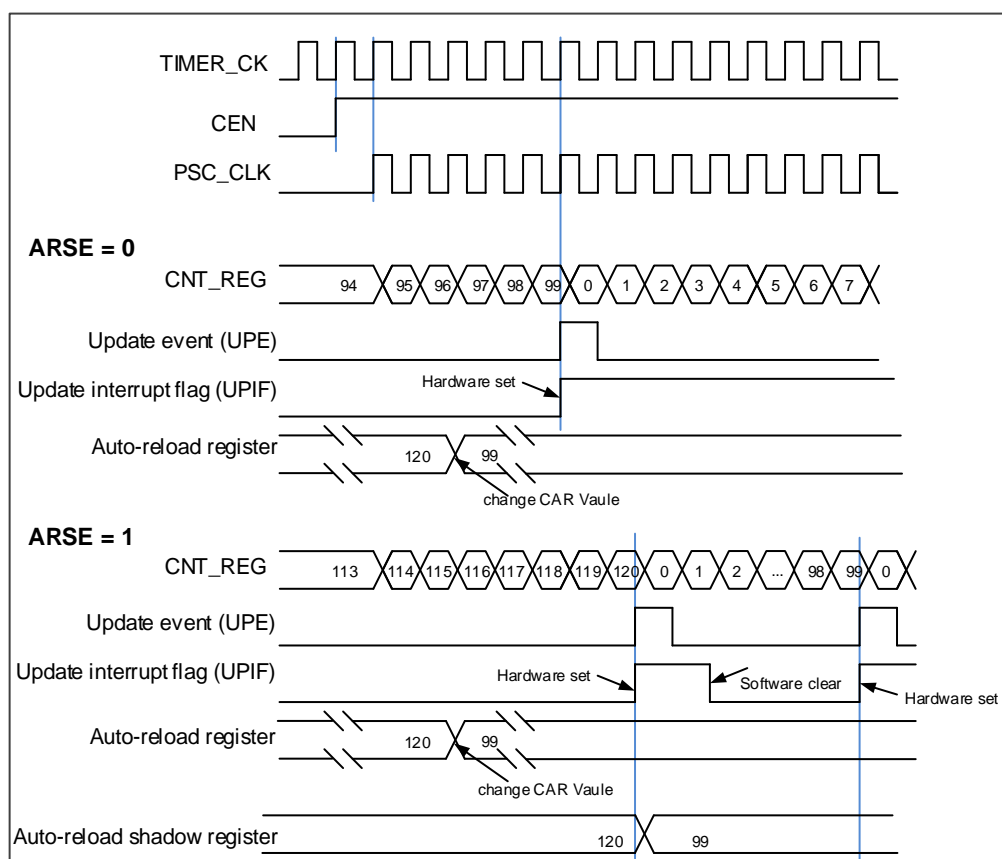 TIMER_CK
CEN
PSC_CLK
ARSE = 0
CNT_REG 94 95 96 97 98 99 0 1 2 3 4 5 6 7
Update event (UPE)
Update interrupt flag (UPIF) Hardware set
Auto-reload register 120 99
change CAR Vaule
ARSE = 1
CNT_REG 113 114 115 116 117 118 119 120 0 1 2 ... 98 99 0
Update event (UPE)
Update interrupt flag (UPIF) Hardware set Software clear Hardware set
Auto-reload register 120 99
change CAR Vaule
Auto-reload shadow register 120 99